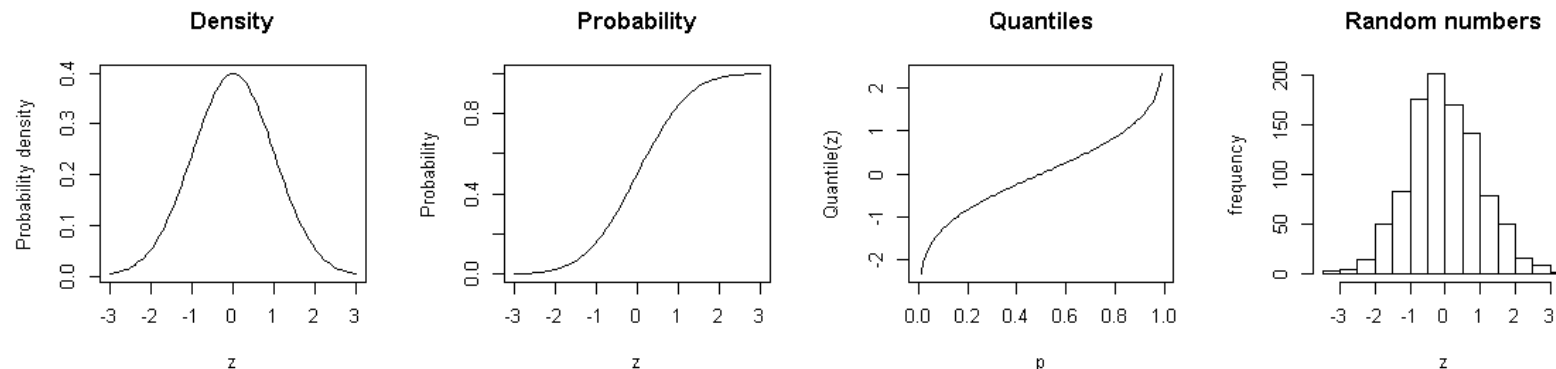 Density
Probability
Quantiles
Random numbers
Probability density
0.0 0.1 0.2 0.3 0.4
-3 -2 -1 0 1 2 3
z
Probability
0.0 0.4 0.8
-3 -2 -1 0 1 2 3
z
Quantile(z)
-2 -1 0 1 2
0.0 0.2 0.4 0.6 0.8 1.0
p
frequency
0 50 100 150 200
-3 -2 -1 0 1 2 3
z